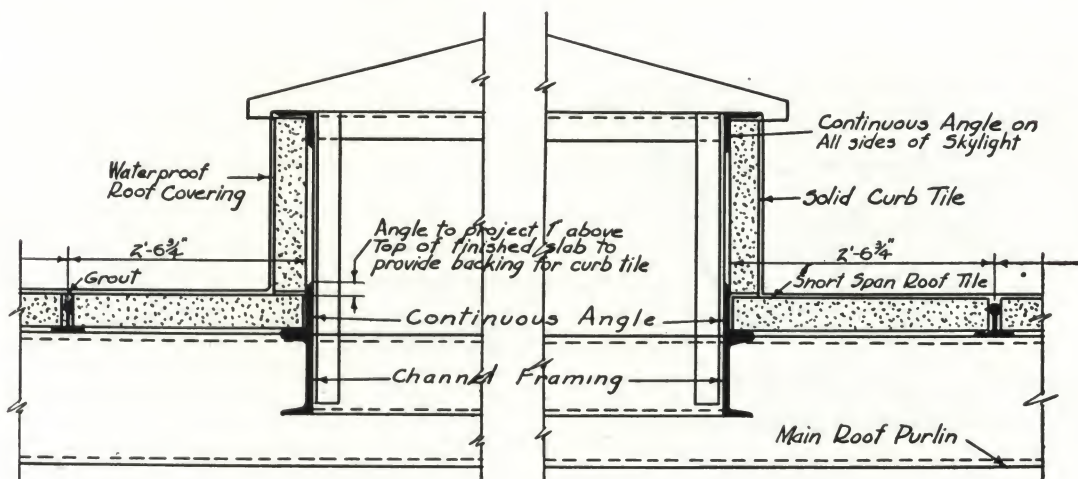 Continuous Angle on
All sides of Skylight
Waterproof
Roof Covering
Solid Curb Tile
Angle to project 1" above
Top of finished slab to
provide backing for curb tile
2'-6¾"
2'-6¾"
Grout
Short Span Roof Tile
Continuous Angle
Channel Framing
Main Roof Purlin